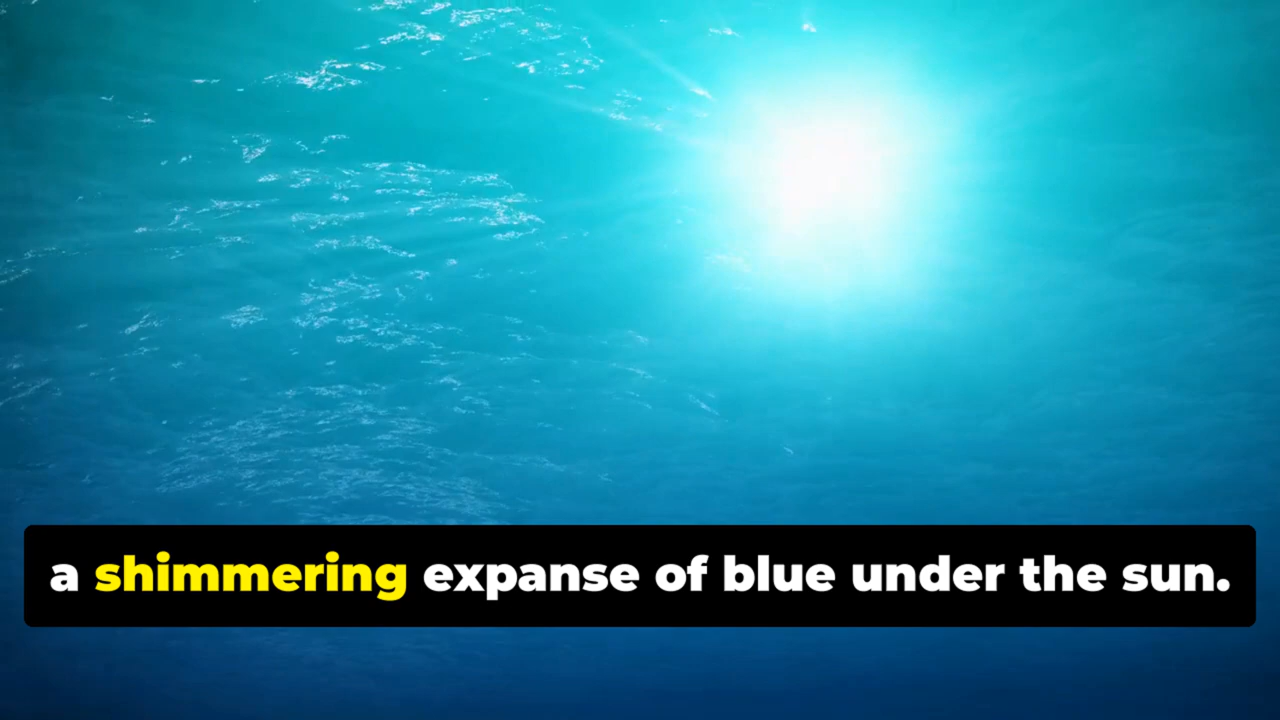 a shimmering expanse of blue under the sun.